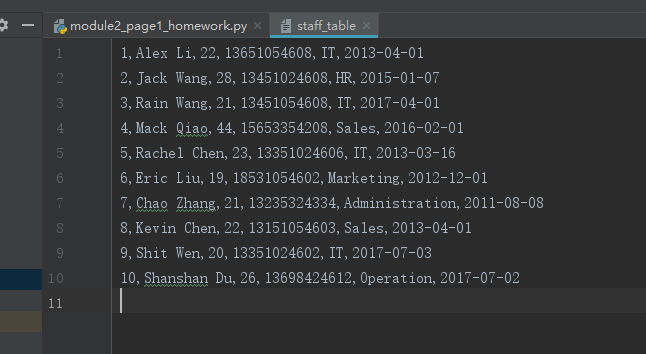 module2_page1_homework.py
staff_table
1 1,Alex Li,22,13651054608,IT,2013-04-01
2 2,Jack Wang,28,13451024608,HR,2015-01-07
3 3,Rain Wang,21,13451054608,IT,2017-04-01
4 4,Mack Qiao,44,15653354208,Sales,2016-02-01
5 5,Rachel Chen,23,13351024606,IT,2013-03-16
6 6,Eric Liu,19,18531054602,Marketing,2012-12-01
7 7,Chao Zhang,21,13235324334,Administration,2011-08-08
8 8,Kevin Chen,22,13151054603,Sales,2013-04-01
9 9,Shit Wen,20,13351024602,IT,2017-07-03
10 10,Shanshan Du,26,13698424612,Operation,2017-07-02
11